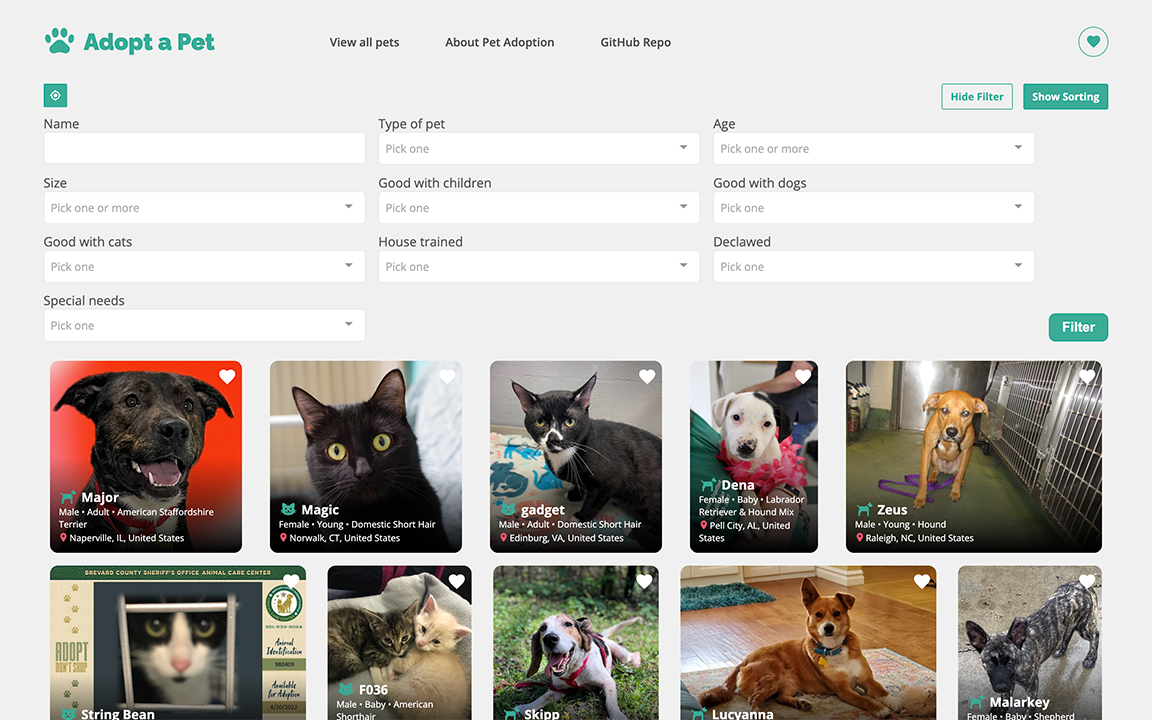 Adopt a Pet
View all pets
About Pet Adoption
GitHub Repo
Hide Filter
Show Sorting
Name
Type of pet
Pick one
Age
Pick one or more
Size
Pick one or more
Good with children
Pick one
Good with dogs
Pick one
Good with cats
Pick one
House trained
Pick one
Declawed
Pick one
Special needs
Pick one
Filter
Major
Male • Adult • American Staffordshire
Terrier
Naperville, IL, United States
Magic
Female • Young • Domestic Short Hair
Norwalk, CT, United States
gadget
Male • Adult • Domestic Short Hair
Edinburg, VA, United States
Dena
Female • Baby • Labrador
Retriever & Hound Mix
Pell City, AL, United
States
Zeus
Male • Young • Hound
Raleigh, NC, United States
BREVARD COUNTY SHERIFF'S OFFICE ANIMAL CARE CENTER
321-633-2024
ADOPT
DON'T SHOP
Animal
Identification
980409
Available
for Adoption
4/20/2022
String Bean
F036
Male • Baby • American
Shorthair
Skipp
Lucyanna
Malarkey
Female • Baby • Shepherd